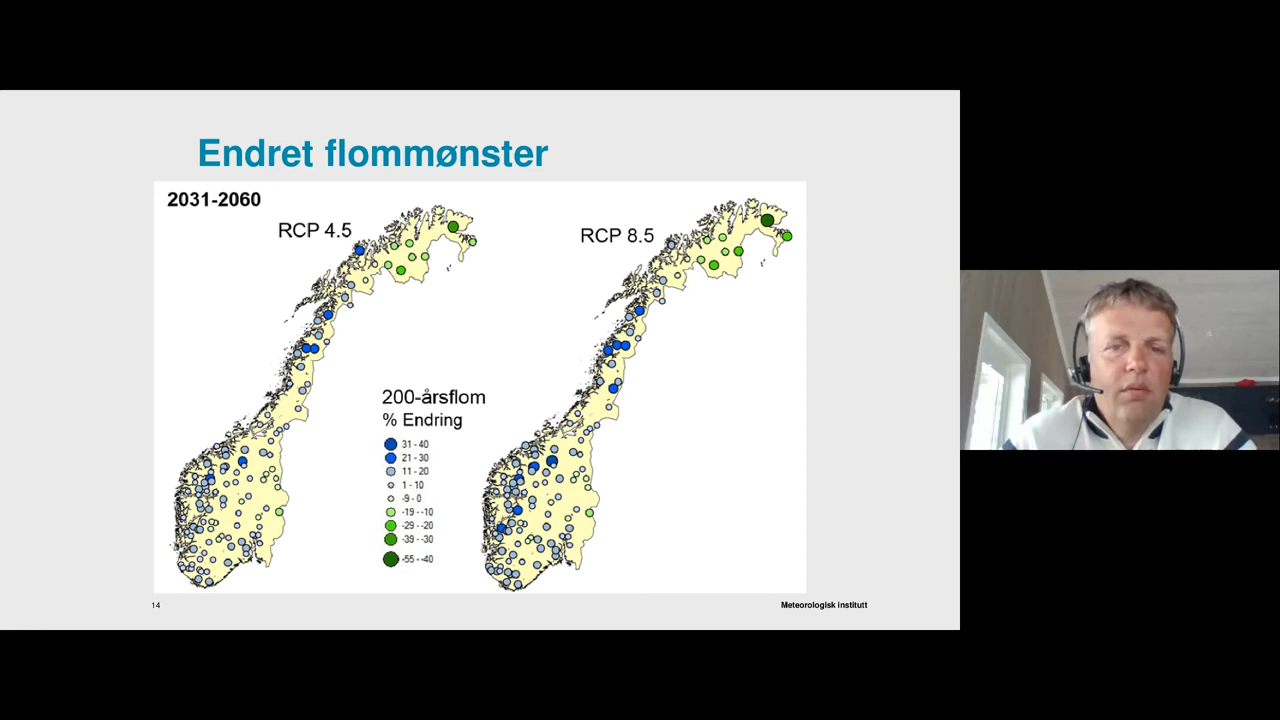 Endret flommønster
2031-2060
RCP 4.5
RCP 8.5
200-årsflom
% Endring
31 - 40
21 - 30
11 - 20
1 - 10
-9 - 0
-19 - -10
-29 - -20
-39 - -30
-55 - -40
14
Meteorologisk institutt